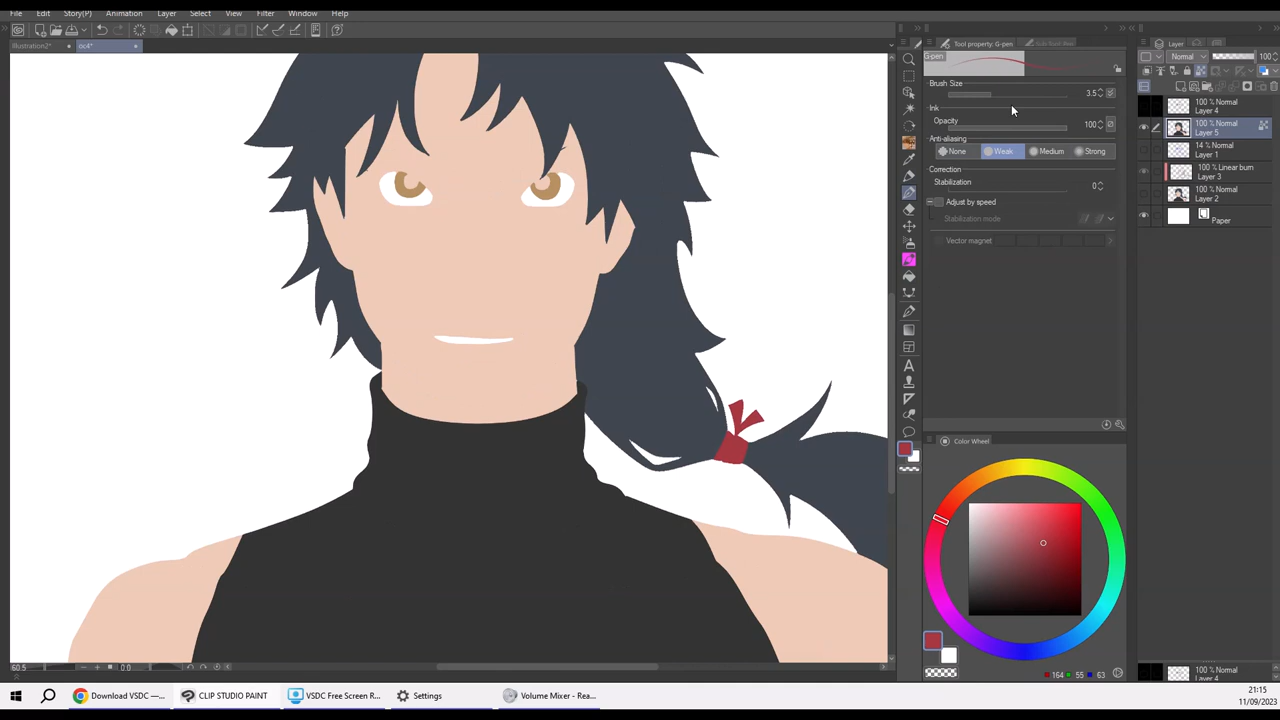 File Edit Story(P) Animation Layer Select View Filter Window Help
Illustration2* oc4*
Tool property: G-pen Sub Tool: Pen
Layer
G-pen
Normal 100
Brush Size
3.5
Ink
Opacity 100
Anti-aliasing
None Weak Medium Strong
Correction
Stabilization 0
Adjust by speed
Stabilisation mode
Vector magnet
100 % Normal
Layer 4
100 % Normal
Layer 5
14 % Normal
Layer 1
100 % Linear burn
Layer 3
100 % Normal
Layer 2
Paper
Color Wheel
60.5 0.0
164 55 63
100 % Normal
Layer 4
Download VSDC —... CLIP STUDIO PAINT VSDC Free Screen R... Settings Volume Mixer - Rea...
21:15
11/09/2023